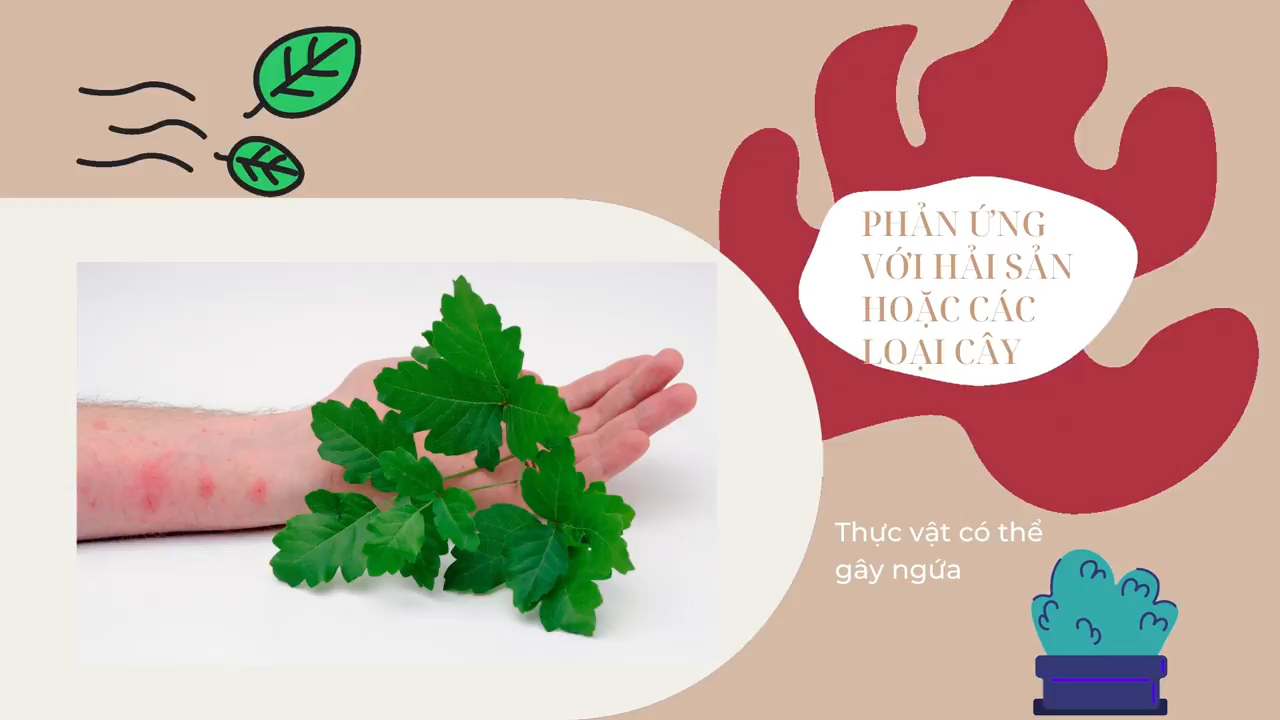 PHẢN ỨNG
VỚI HẢI SẢN
HOẶC CÁC
LOẠI CÂY
Thực vật có thể
gây ngứa